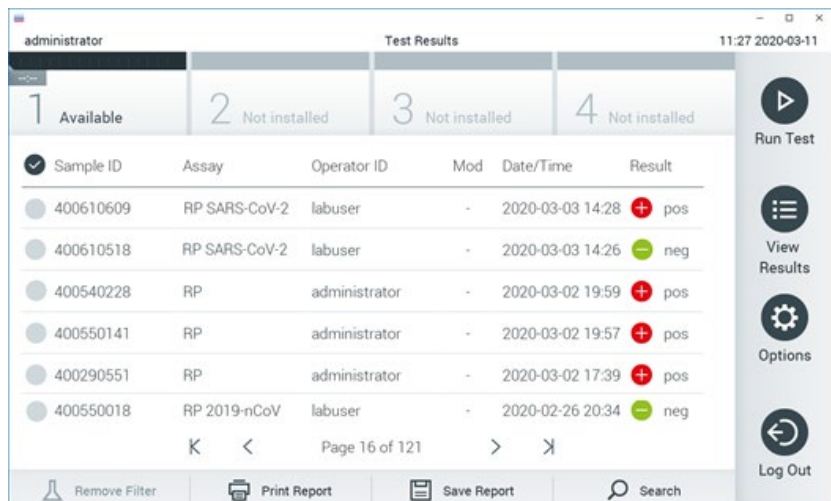 administrator Test Results 11:27 2020-03-11
--:--
1 Available 2 Not installed 3 Not installed 4 Not installed
Run Test
Sample ID Assay Operator ID Mod Date/Time Result
400610609 RP SARS-CoV-2 labuser - 2020-03-03 14:28 pos
400610518 RP SARS-CoV-2 labuser - 2020-03-03 14:26 neg
View
Results
400540228 RP administrator - 2020-03-02 19:59 pos
400550141 RP administrator - 2020-03-02 19:57 pos
Options
400290551 RP administrator - 2020-03-02 17:39 pos
400550018 RP 2019-nCoV labuser - 2020-02-26 20:34 neg
Page 16 of 121
Log Out
Remove Filter Print Report Save Report Search